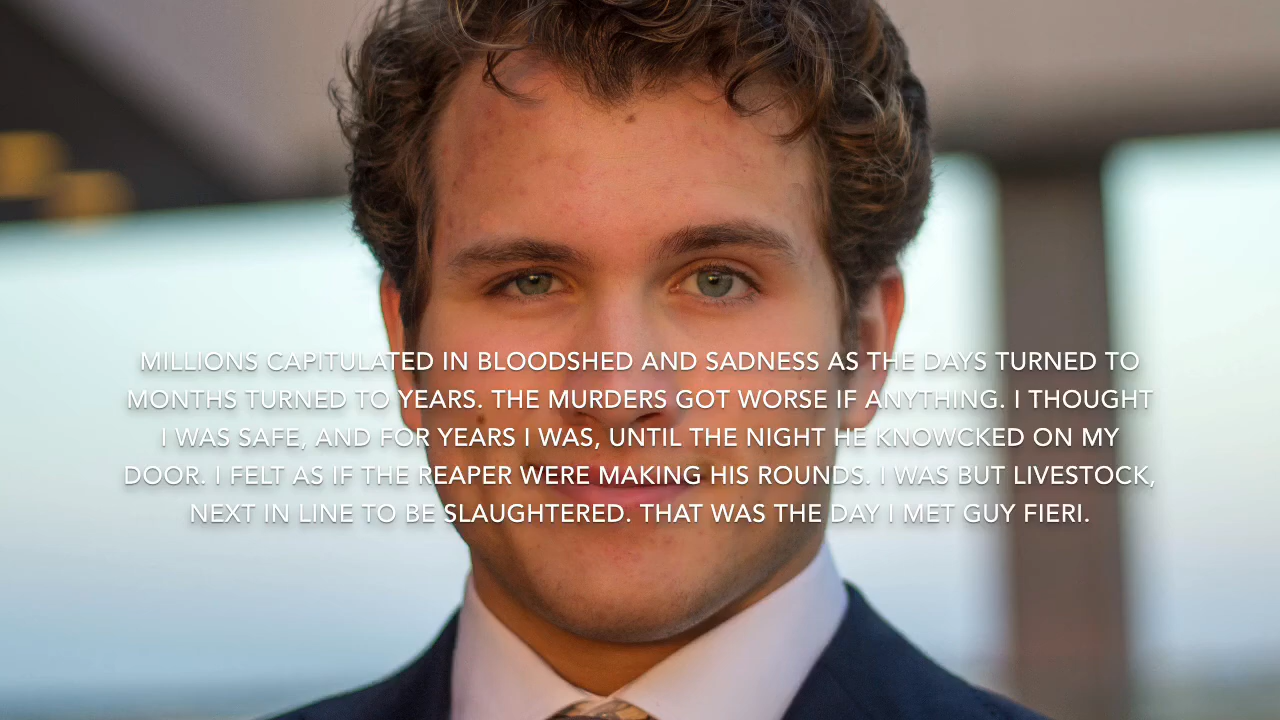 MILLIONS CAPITULATED IN BLOODSHED AND SADNESS AS THE DAYS TURNED TO
MONTHS TURNED TO YEARS. THE MURDERS GOT WORSE IF ANYTHING. I THOUGHT
I WAS SAFE, AND FOR YEARS I WAS, UNTIL THE NIGHT HE KNOWCKED ON MY
DOOR. I FELT AS IF THE REAPER WERE MAKING HIS ROUNDS. I WAS BUT LIVESTOCK,
NEXT IN LINE TO BE SLAUGHTERED. THAT WAS THE DAY I MET GUY FIERI.